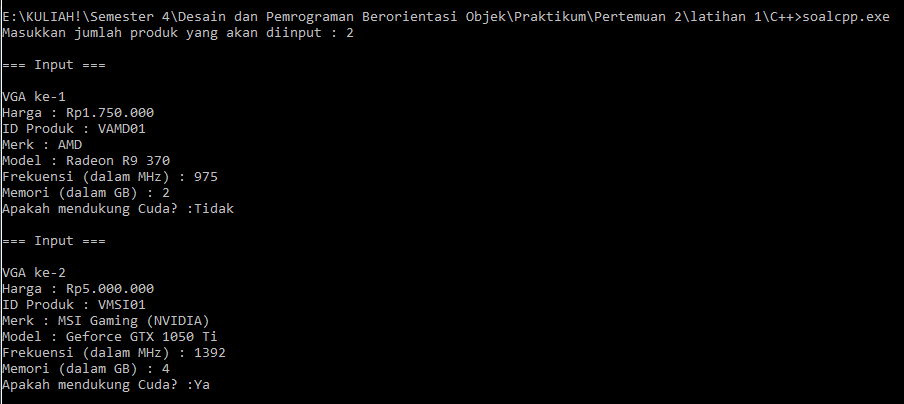 E:\KULIAH!\Semester 4\Desain dan Pemrograman Berorientasi Objek\Praktikum\Pertemuan 2\latihan 1\C++>soalcpp.exe
Masukkan jumlah produk yang akan diinput : 2
=== Input ===
VGA ke-1
Harga : Rp1.750.000
ID Produk : VAMD01
Merk : AMD
Model : Radeon R9 370
Frekuensi (dalam MHz) : 975
Memori (dalam GB) : 2
Apakah mendukung Cuda? :Tidak
=== Input ===
VGA ke-2
Harga : Rp5.000.000
ID Produk : VMSI01
Merk : MSI Gaming (NVIDIA)
Model : Geforce GTX 1050 Ti
Frekuensi (dalam MHz) : 1392
Memori (dalam GB) : 4
Apakah mendukung Cuda? :Ya